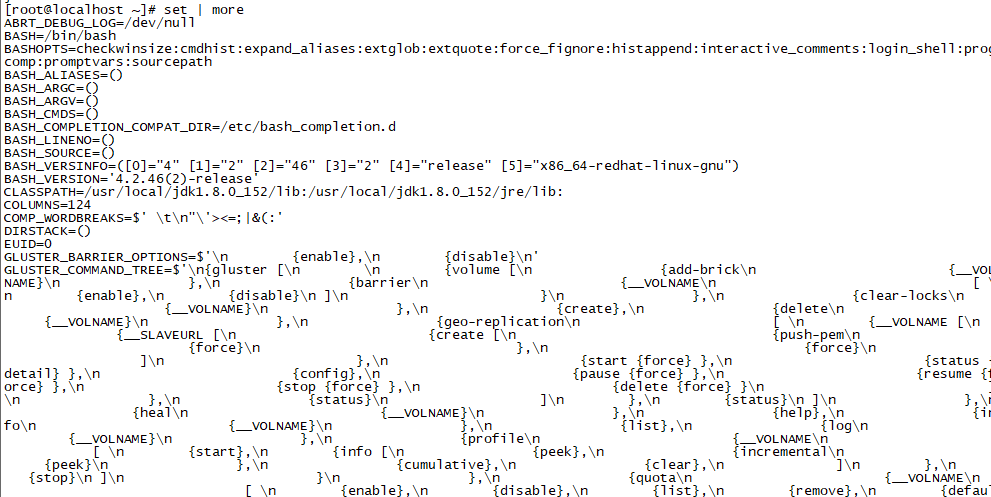 [root@localhost ~]# set | more
ABRT_DEBUG_LOG=/dev/null
BASH=/bin/bash
BASHOPTS=checkwinsize:cmdhist:expand_aliases:extglob:extquote:force_fignore:histappend:interactive_comments:login_shell:prog
comp:promptvars:sourcepath
BASH_ALIASES=()
BASH_ARGC=()
BASH_ARGV=()
BASH_CMDS=()
BASH_COMPLETION_COMPAT_DIR=/etc/bash_completion.d
BASH_LINENO=()
BASH_SOURCE=()
BASH_VERSINFO=([0]="4" [1]="2" [2]="46" [3]="2" [4]="release" [5]="x86_64-redhat-linux-gnu")
BASH_VERSION='4.2.46(2)-release'
CLASSPATH=/usr/local/jdk1.8.0_152/lib:/usr/local/jdk1.8.0_152/jre/lib:
COLUMNS=124
COMP_WORDBREAKS=$' \t\n"\'><=;|&(:'
DIRSTACK=()
EUID=0
GLUSTER_BARRIER_OPTIONS=$'\n {enable},\n {disable}\n'
GLUSTER_COMMAND_TREE=$'\n{gluster [\n \n {volume [\n {add-brick\n {__VOL
NAME}\n },\n {barrier\n {__VOLNAME\n [ \
n {enable},\n {disable}\n ]\n }\n },\n {clear-locks\n
{__VOLNAME}\n },\n {create},\n {delete\n
{__VOLNAME}\n },\n {geo-replication\n [ \n {__VOLNAME [\n
{__SLAVEURL [\n {create [\n {push-pem\n
{force}\n },\n {force}\n
]\n },\n {start {force} },\n {status
detail} },\n {config},\n {pause {force} },\n {resume
orce} },\n {stop {force} },\n {delete {force} }\n
\n },\n {status}\n ]\n },\n {status}\n ]\n },\n
{heal\n {__VOLNAME}\n },\n {help},\n {in
fo\n {__VOLNAME}\n },\n {list},\n {log
{__VOLNAME}\n },\n {profile {__VOLNAME\n
[ \n {start},\n {info [\n {peek},\n {incremental\n
{peek}\n },\n {cumulative},\n {clear},\n ]\n },\n
{stop}\n ]\n }\n },\n {quota\n {__VOLNAME\n
[ \n {enable},\n {disable},\n {list},\n {remove},\n {defau